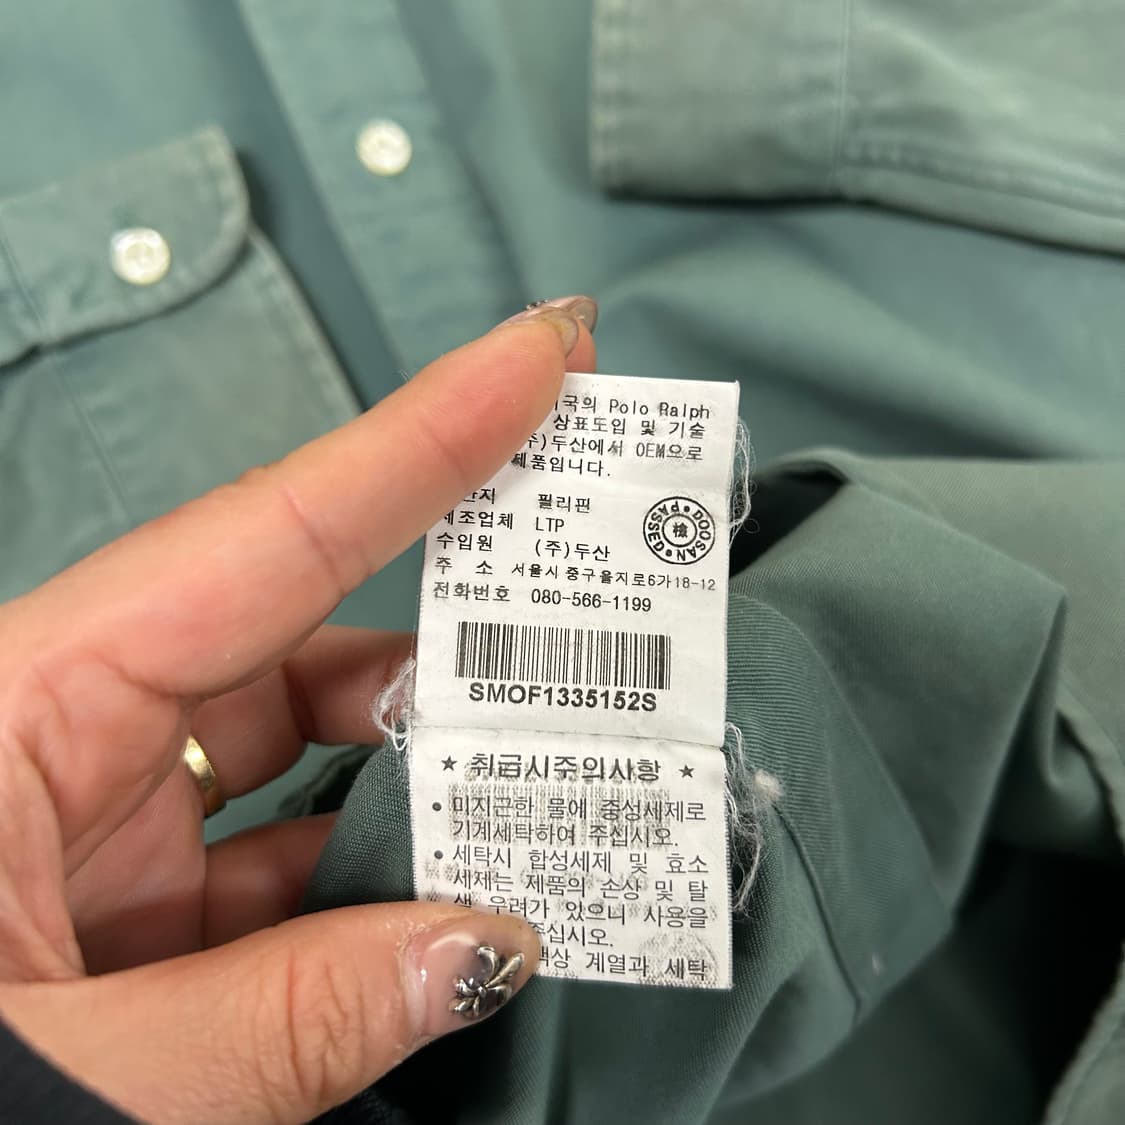 국의 Polo Ralph
상표도입 및 기술
주)두산에서 OEM으로
제품입니다.
필리핀
제조업체 LTP
수입원 (주)두산
주 소 서울시 중구 을지로6가 18-12
전화번호 080-566-1199
DOOSAN PASSED
檢
SMOF1335152S
★ 취급시주의사항 ★
● 미지근한 물에 중성세제로
기계세탁하여 주십시오.
● 세탁시 합성세제 및 효소
세제는 제품의 손상 및 탈
색 우려가 있으니 사용을
주십시오.
색상 계열과 세탁